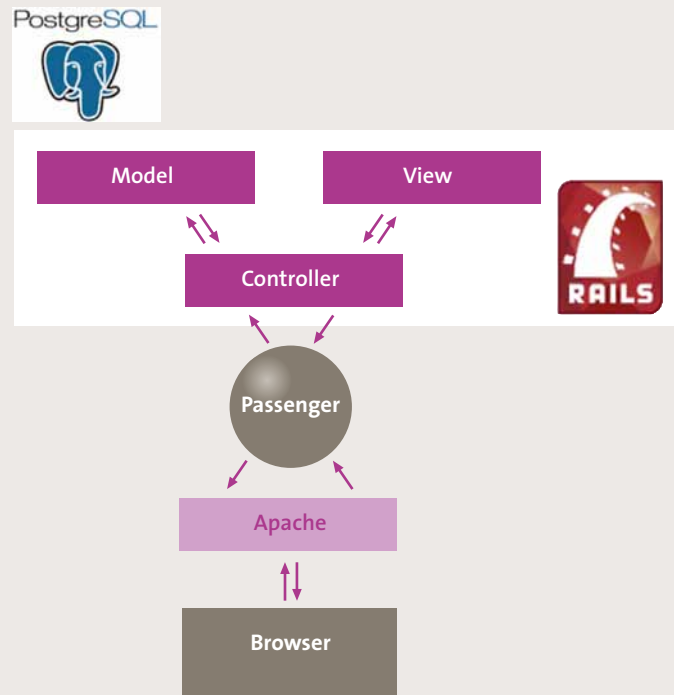 PostgreSQL
Model
View
Controller
RAILS
Passenger
Apache
Browser